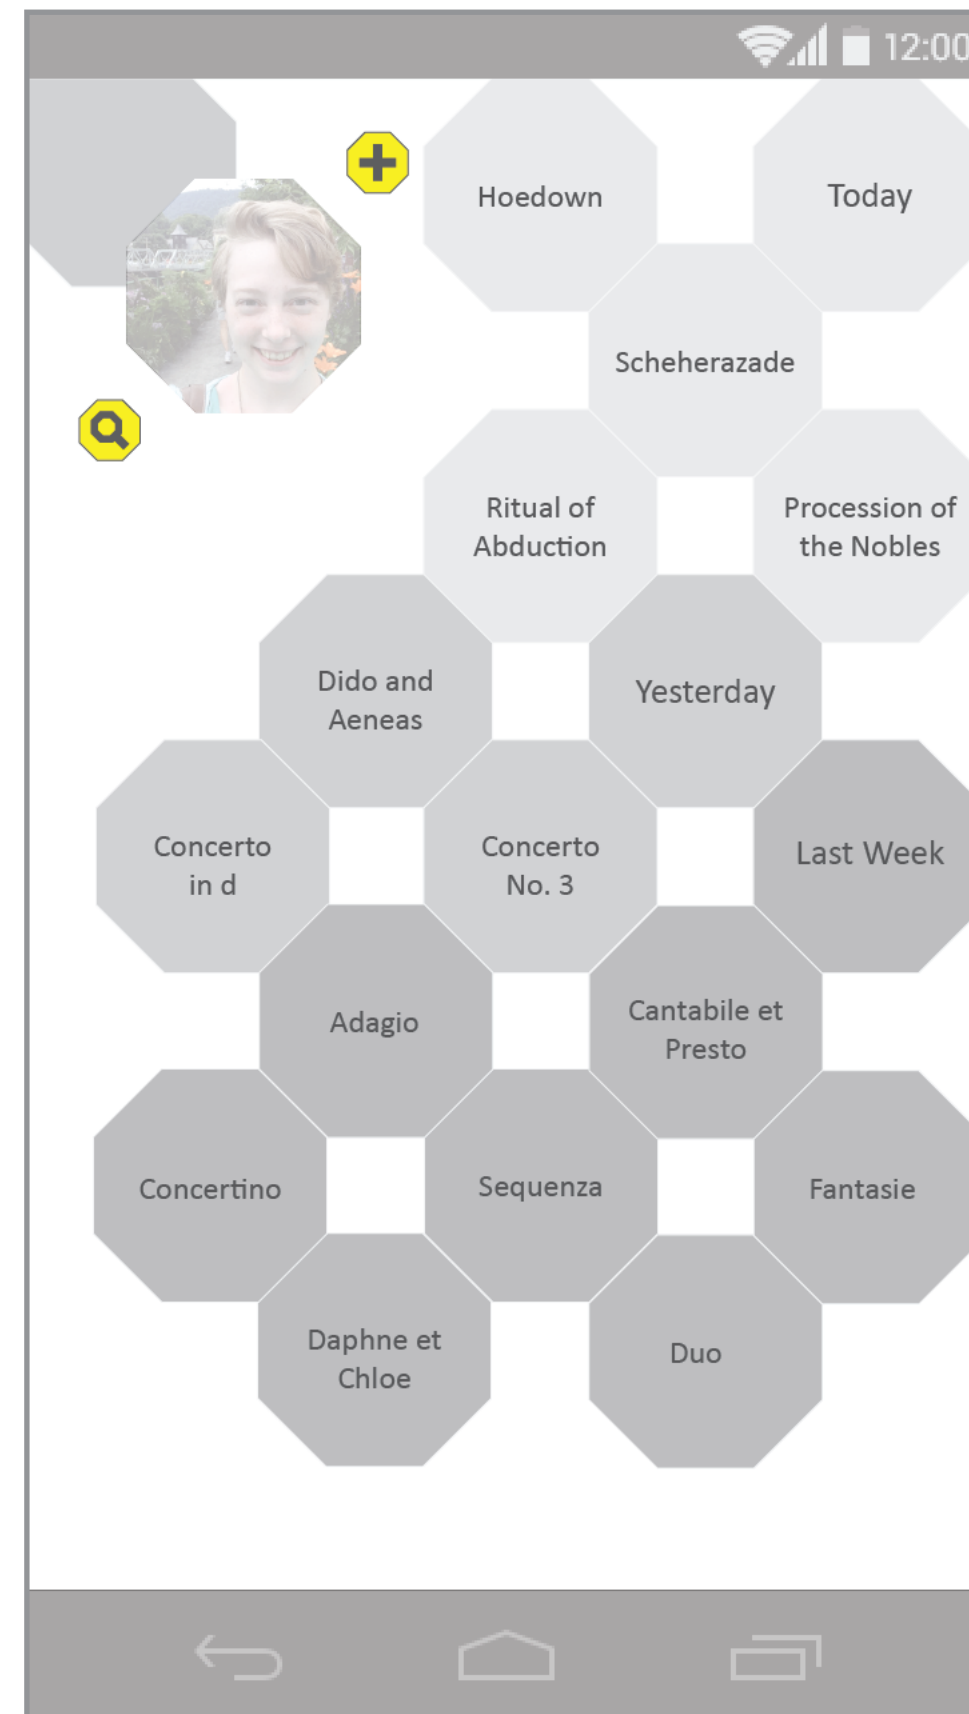 12:00
Hoedown
Today
Scheherazade
Ritual of
Abduction
Procession of
the Nobles
Dido and
Aeneas
Yesterday
Concerto
in d
Concerto
No. 3
Last Week
Adagio
Cantabile et
Presto
Concertino
Sequenza
Fantasie
Daphne et
Chloe
Duo